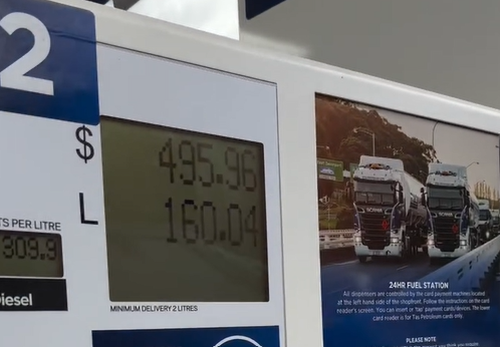 2
$ 495.96
L 160.04
TS PER LITRE
309.9
Diesel
MINIMUM DELIVERY 2 LITRES
SCANIA
24HR FUEL STATION
All dispensers are controlled by the card payment machines located
at the left hand side of the shopfront. Follow the instructions on the card
reader's screen. You can insert or 'tap' payment cards/devices. The lower
card reader is for Tas Petroleum cards only.
PLEASE NOTE